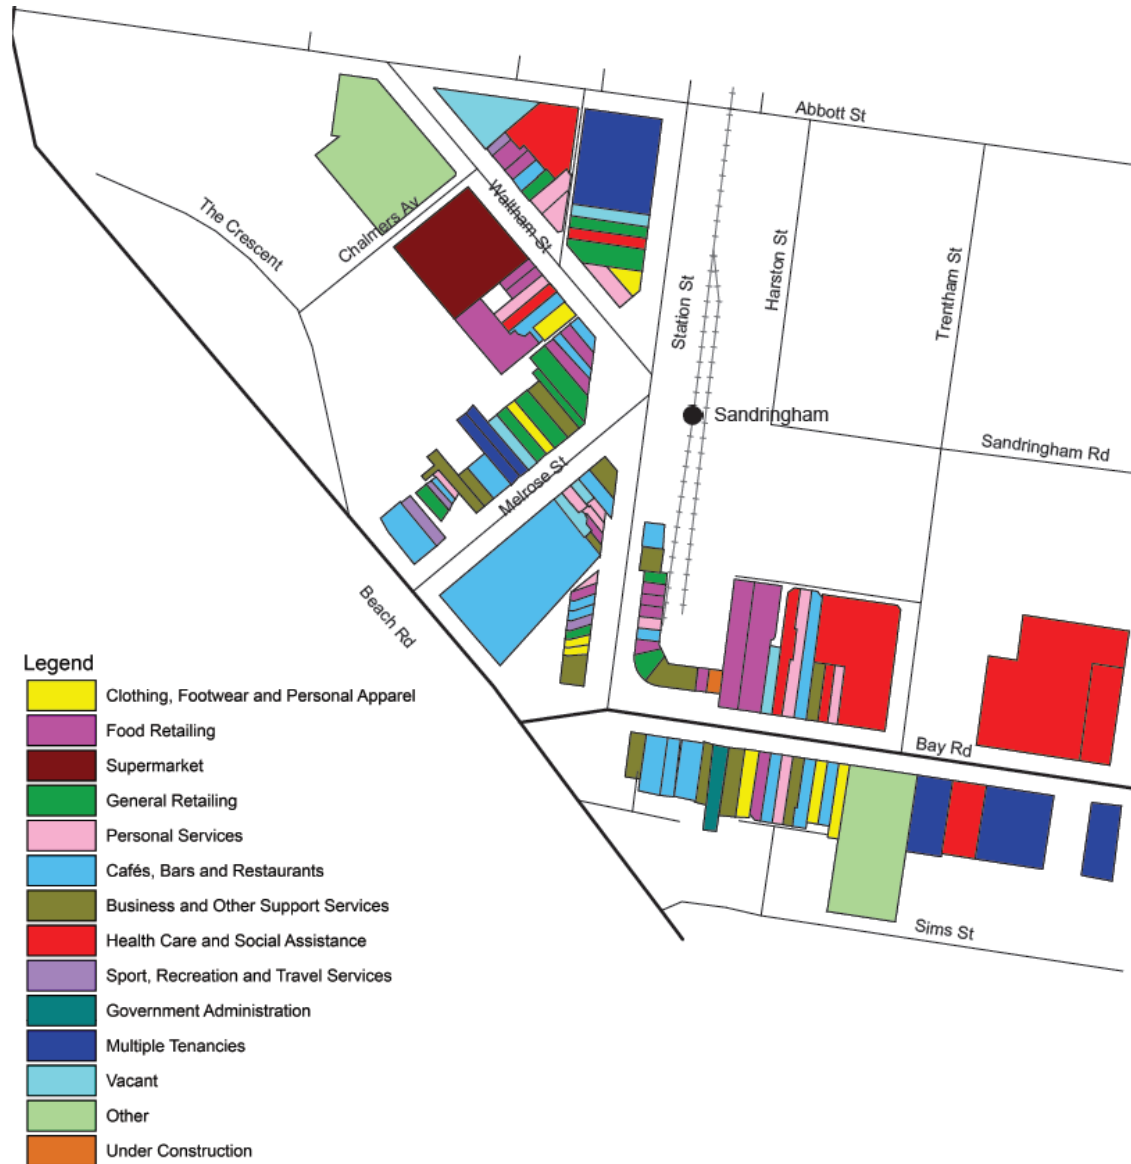 Abbott St
The Crescent
Chalmers Av
Waltham St
Station St
Harston St
Trentham St
Sandringham
Sandringham Rd
Melrose St
Beach Rd
Bay Rd
Sims St
Legend
Clothing, Footwear and Personal Apparel
Food Retailing
Supermarket
General Retailing
Personal Services
Cafés, Bars and Restaurants
Business and Other Support Services
Health Care and Social Assistance
Sport, Recreation and Travel Services
Government Administration
Multiple Tenancies
Vacant
Other
Under Construction